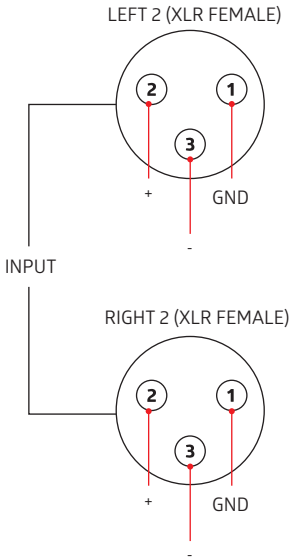 LEFT 2 (XLR FEMALE)
2
1
3
+
GND
-
INPUT
RIGHT 2 (XLR FEMALE)
2
1
3
+
GND
-